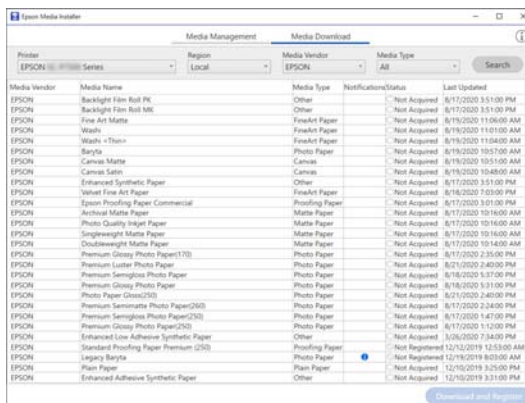 Epson Media Installer
Media Management Media Download
Printer Region Media Vendor Media Type
EPSON Series Local EPSON All Search
Media Vendor Media Name Media Type Notifications Status Last Updated
EPSON Backlight Film Roll PK Other Not Acquired 8/17/2020 3:51:00 PM
EPSON Backlight Film Roll MK Other Not Acquired 8/17/2020 3:51:00 PM
EPSON Fine Art Matte FineArt Paper Not Acquired 8/19/2020 11:06:00 AM
EPSON Washi FineArt Paper Not Acquired 8/19/2020 11:01:00 AM
EPSON Washi <Thin> FineArt Paper Not Acquired 8/19/2020 11:04:00 AM
EPSON Baryta Photo Paper Not Acquired 8/19/2020 10:57:00 AM
EPSON Canvas Matte Canvas Not Acquired 8/19/2020 10:51:00 AM
EPSON Canvas Satin Canvas Not Acquired 8/19/2020 10:48:00 AM
EPSON Enhanced Synthetic Paper Other Not Acquired 8/17/2020 3:51:00 PM
EPSON Velvet Fine Art Paper FineArt Paper Not Acquired 8/18/2020 7:03:00 PM
EPSON Epson Proofing Paper Commercial Proofing Paper Not Acquired 8/17/2020 3:01:00 PM
EPSON Archival Matte Paper Matte Paper Not Acquired 8/17/2020 10:16:00 AM
EPSON Photo Quality Inkjet Paper Matte Paper Not Acquired 8/17/2020 10:16:00 AM
EPSON Singleweight Matte Paper Matte Paper Not Acquired 8/17/2020 10:16:00 AM
EPSON Doubleweight Matte Paper Matte Paper Not Acquired 8/17/2020 10:14:00 AM
EPSON Premium Glossy Photo Paper(170) Photo Paper Not Acquired 8/17/2020 2:35:00 PM
EPSON Premium Luster Photo Paper Photo Paper Not Acquired 8/21/2020 2:40:00 PM
EPSON Premium Semigloss Photo Paper Photo Paper Not Acquired 8/18/2020 5:37:00 PM
EPSON Premium Glossy Photo Paper Photo Paper Not Acquired 8/18/2020 5:31:00 PM
EPSON Photo Paper Gloss(250) Photo Paper Not Acquired 8/21/2020 2:40:00 PM
EPSON Premium Semimatte Photo Paper(260) Photo Paper Not Acquired 8/17/2020 2:24:00 PM
EPSON Premium Semigloss Photo Paper(250) Photo Paper Not Acquired 8/17/2020 1:47:00 PM
EPSON Premium Glossy Photo Paper(250) Photo Paper Not Acquired 8/17/2020 1:12:00 PM
EPSON Enhanced Low Adhesive Synthetic Paper Other Not Acquired 3/26/2020 7:34:00 PM
EPSON Standard Proofing Paper Premium (250) Proofing Paper Not Registered 12/12/2019 12:53:00 AM
EPSON Legacy Baryta Photo Paper Not Registered 12/19/2019 8:03:00 AM
EPSON Plain Paper Plain Paper Not Acquired 12/10/2019 3:25:00 PM
EPSON Enhanced Adhesive Synthetic Paper Other Not Acquired 12/10/2019 3:31:00 PM
Download and Register